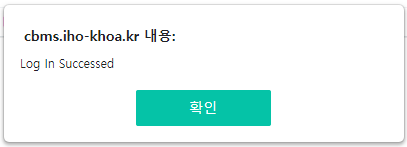 cbms.iho-khoa.kr 내용:
Log In Successed
확인